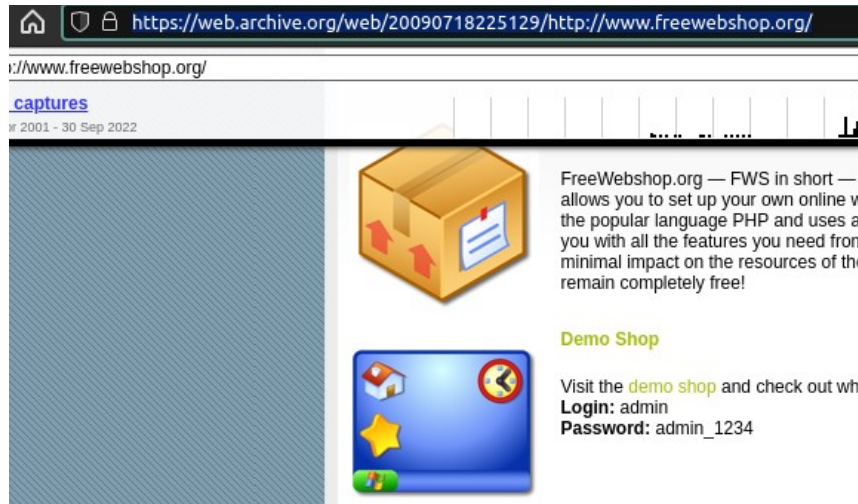 https://web.archive.org/web/20090718225129/http://www.freewebshop.org/
://www.freewebshop.org/
captures
2001 - 30 Sep 2022
FreeWebshop.org — FWS in short —
allows you to set up your own online
the popular language PHP and uses
you with all the features you need from
minimal impact on the resources of the
remain completely free!
Demo Shop
Visit the demo shop and check out
Login: admin
Password: admin_1234